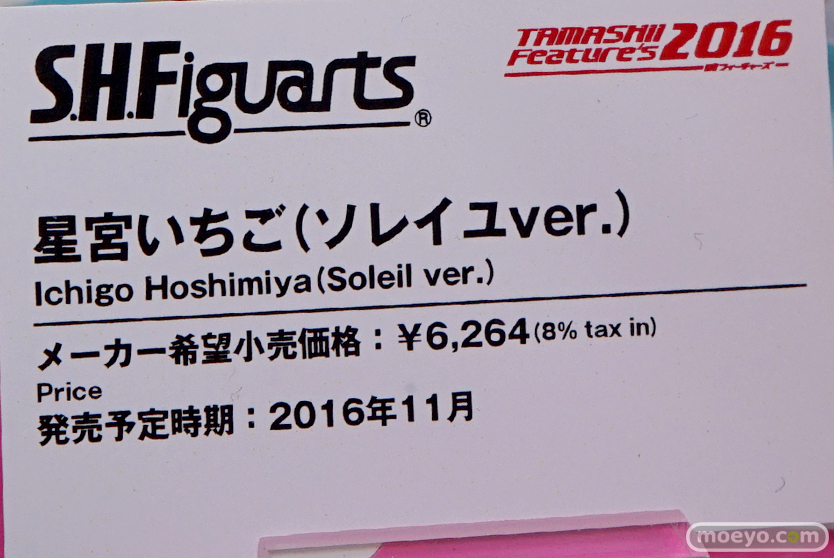 S.H.Figuarts®
TAMASHII
Feature's 2016
魂フィーチャーズ
星宮いちご(ソレイユver.)
Ichigo Hoshimiya(Soleil ver.)
メーカー希望小売価格：￥6,264(8% tax in)
Price
発売予定時期：2016年11月
moeyo.com